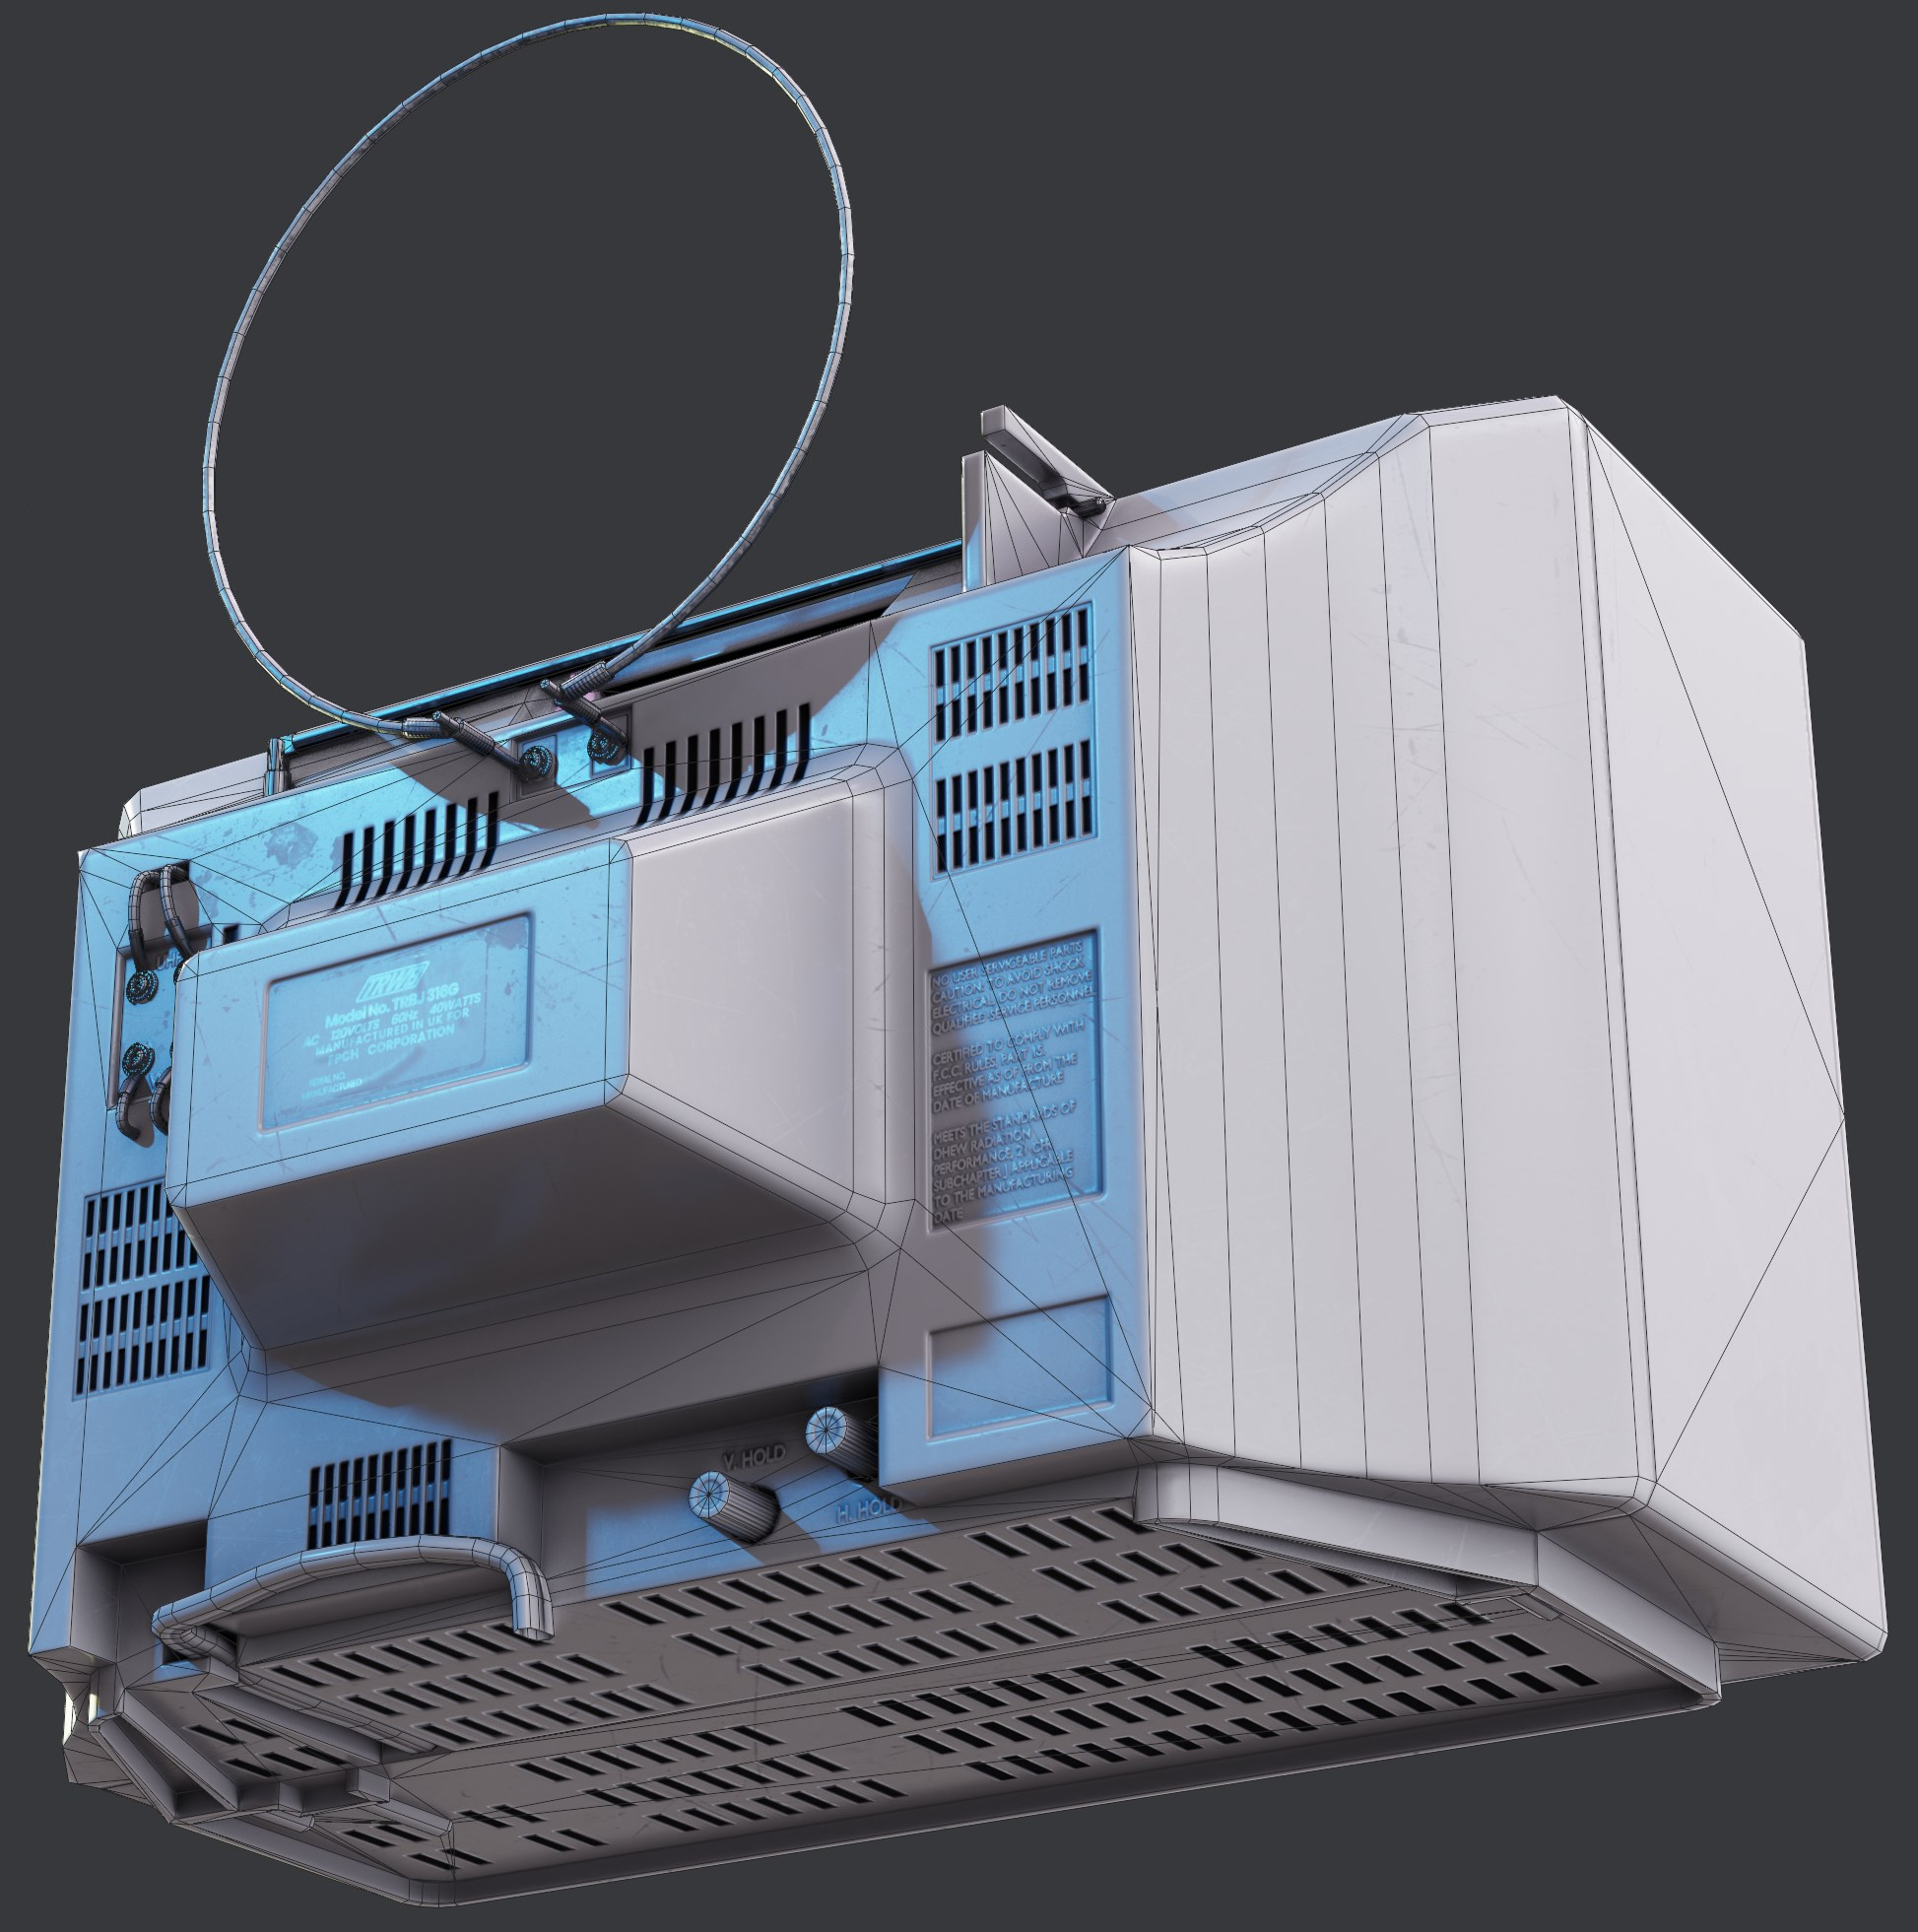 UHF
TRW
Model No. TRBJ 316G
AC 120VOLTS 60Hz 40WATTS
MANUFACTURED IN UK FOR
CORPORATION
SERIAL NO.
MANUFACTURED
NO USER SERVICEABLE PARTS
CAUTION: TO AVOID SHOCK,
ELECTRICAL, DO NOT REMOVE
QUALIFIED SERVICE PERSONNEL
CERTIFIED TO COMPLY WITH
F.C.C. RULES, PART 15.
EFFECTIVE AS OF FROM THE
DATE OF MANUFACTURE
MEETS THE STANDARDS OF
DHEW RADIATION
PERFORMANCE, 21 CFR
SUBCHAPTER J APPLICABLE
TO THE MANUFACTURING
DATE
V. HOLD
H. HOLD